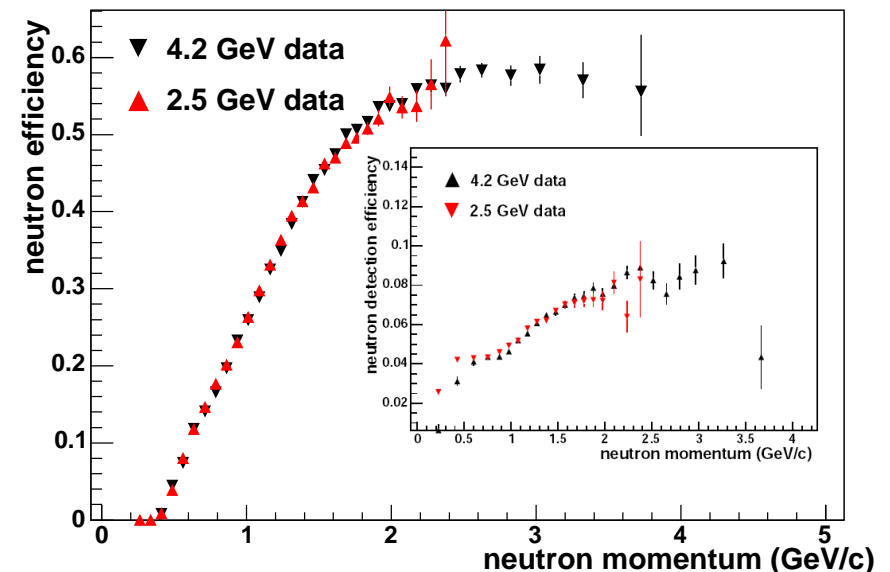 neutron efficiency
0.6
0.5
0.4
0.3
0.2
0.1
0
4.2 GeV data
2.5 GeV data
neutron detection efficiency
0.14
0.12
0.1
0.08
0.06
0.04
0.02
4.2 GeV data
2.5 GeV data
0 0.5 1 1.5 2 2.5 3 3.5 4
neutron momentum (GeV/c)
0 1 2 3 4 5
neutron momentum (GeV/c)